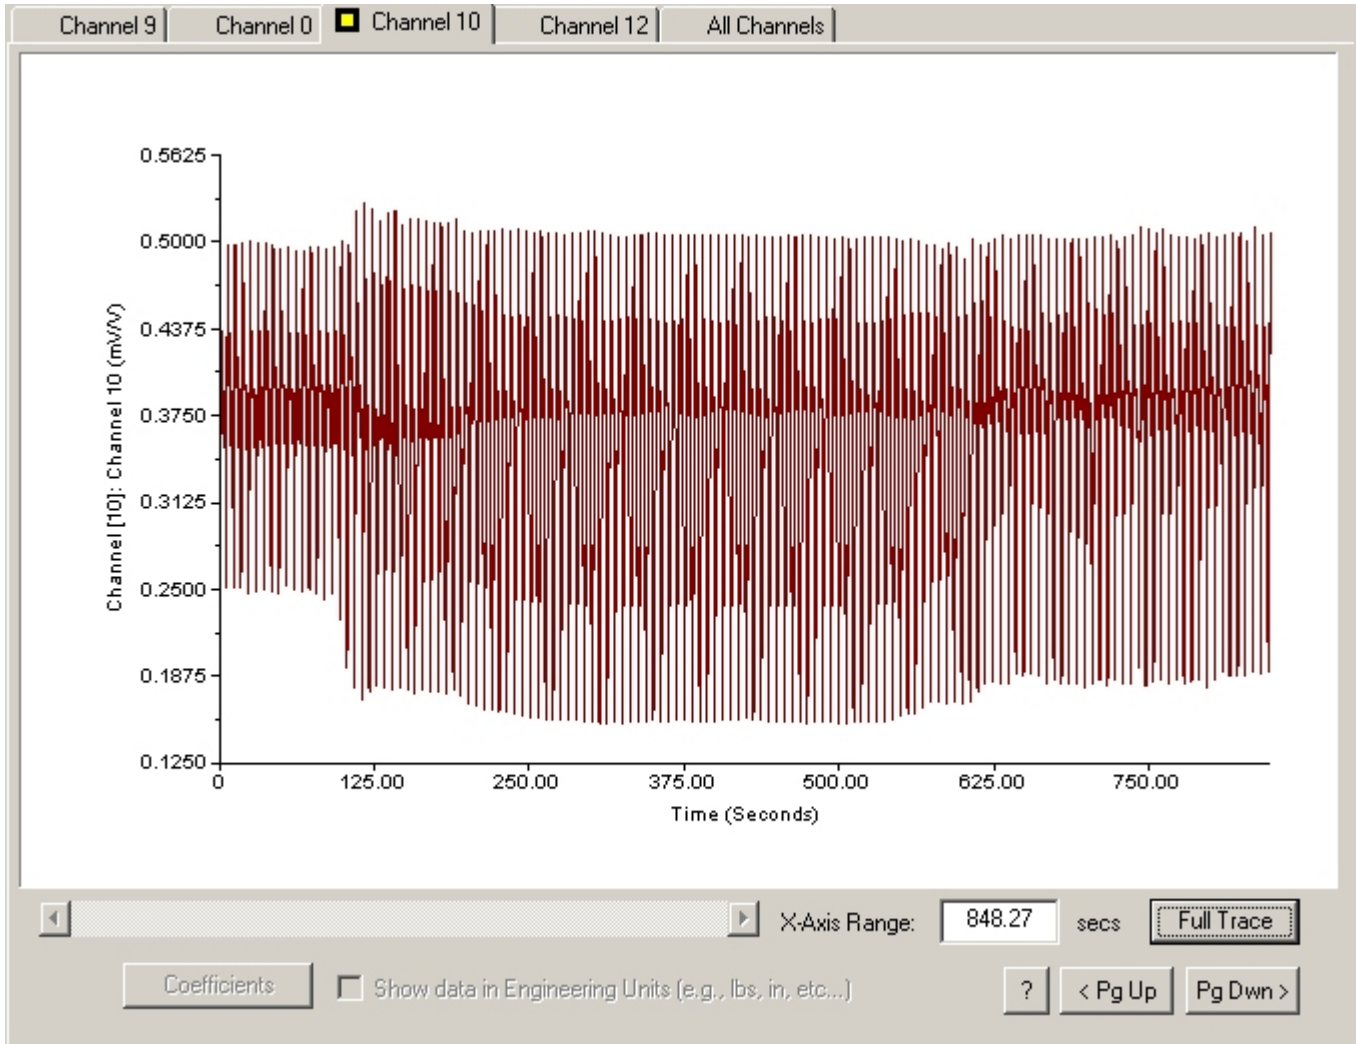 Channel 9 Channel 0 Channel 10 Channel 12 All Channels
0.5625
0.5000
0.4375
0.3750
0.3125
0.2500
0.1875
0.1250
Channel [10]: Channel 10 (mV/V)
0 125.00 250.00 375.00 500.00 625.00 750.00
Time (Seconds)
X-Axis Range: 848.27 secs Full Trace
Coefficients Show data in Engineering Units (e.g., lbs, in, etc...) ? < Pg Up Pg Dwn >